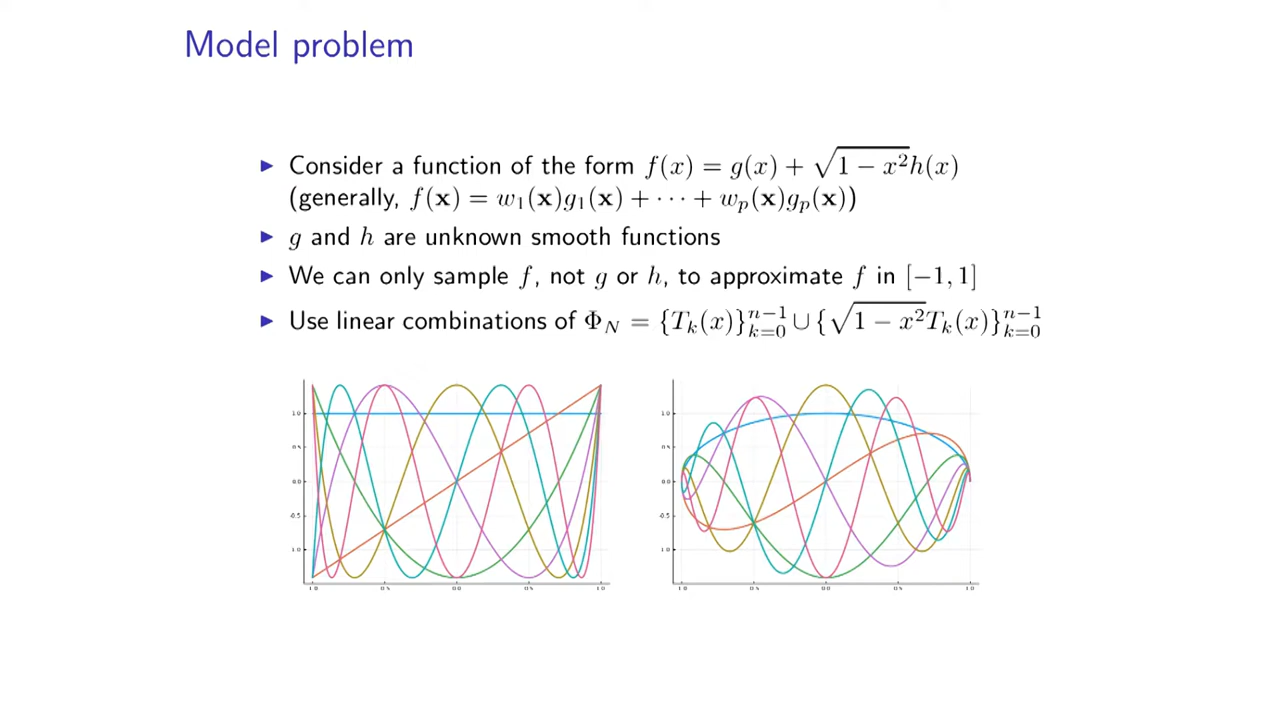 Model problem
▶ Consider a function of the form f(x) = g(x) + √(1 − x²)h(x)
(generally, f(𝐱) = w₁(𝐱)g₁(𝐱) + ⋯ + wₚ(𝐱)gₚ(𝐱))
▶ g and h are unknown smooth functions
▶ We can only sample f, not g or h, to approximate f in [−1, 1]
▶ Use linear combinations of Φ_N = {T_k(x)}_{k=0}^{n−1} ∪ {√(1 − x²)T_k(x)}_{k=0}^{n−1}